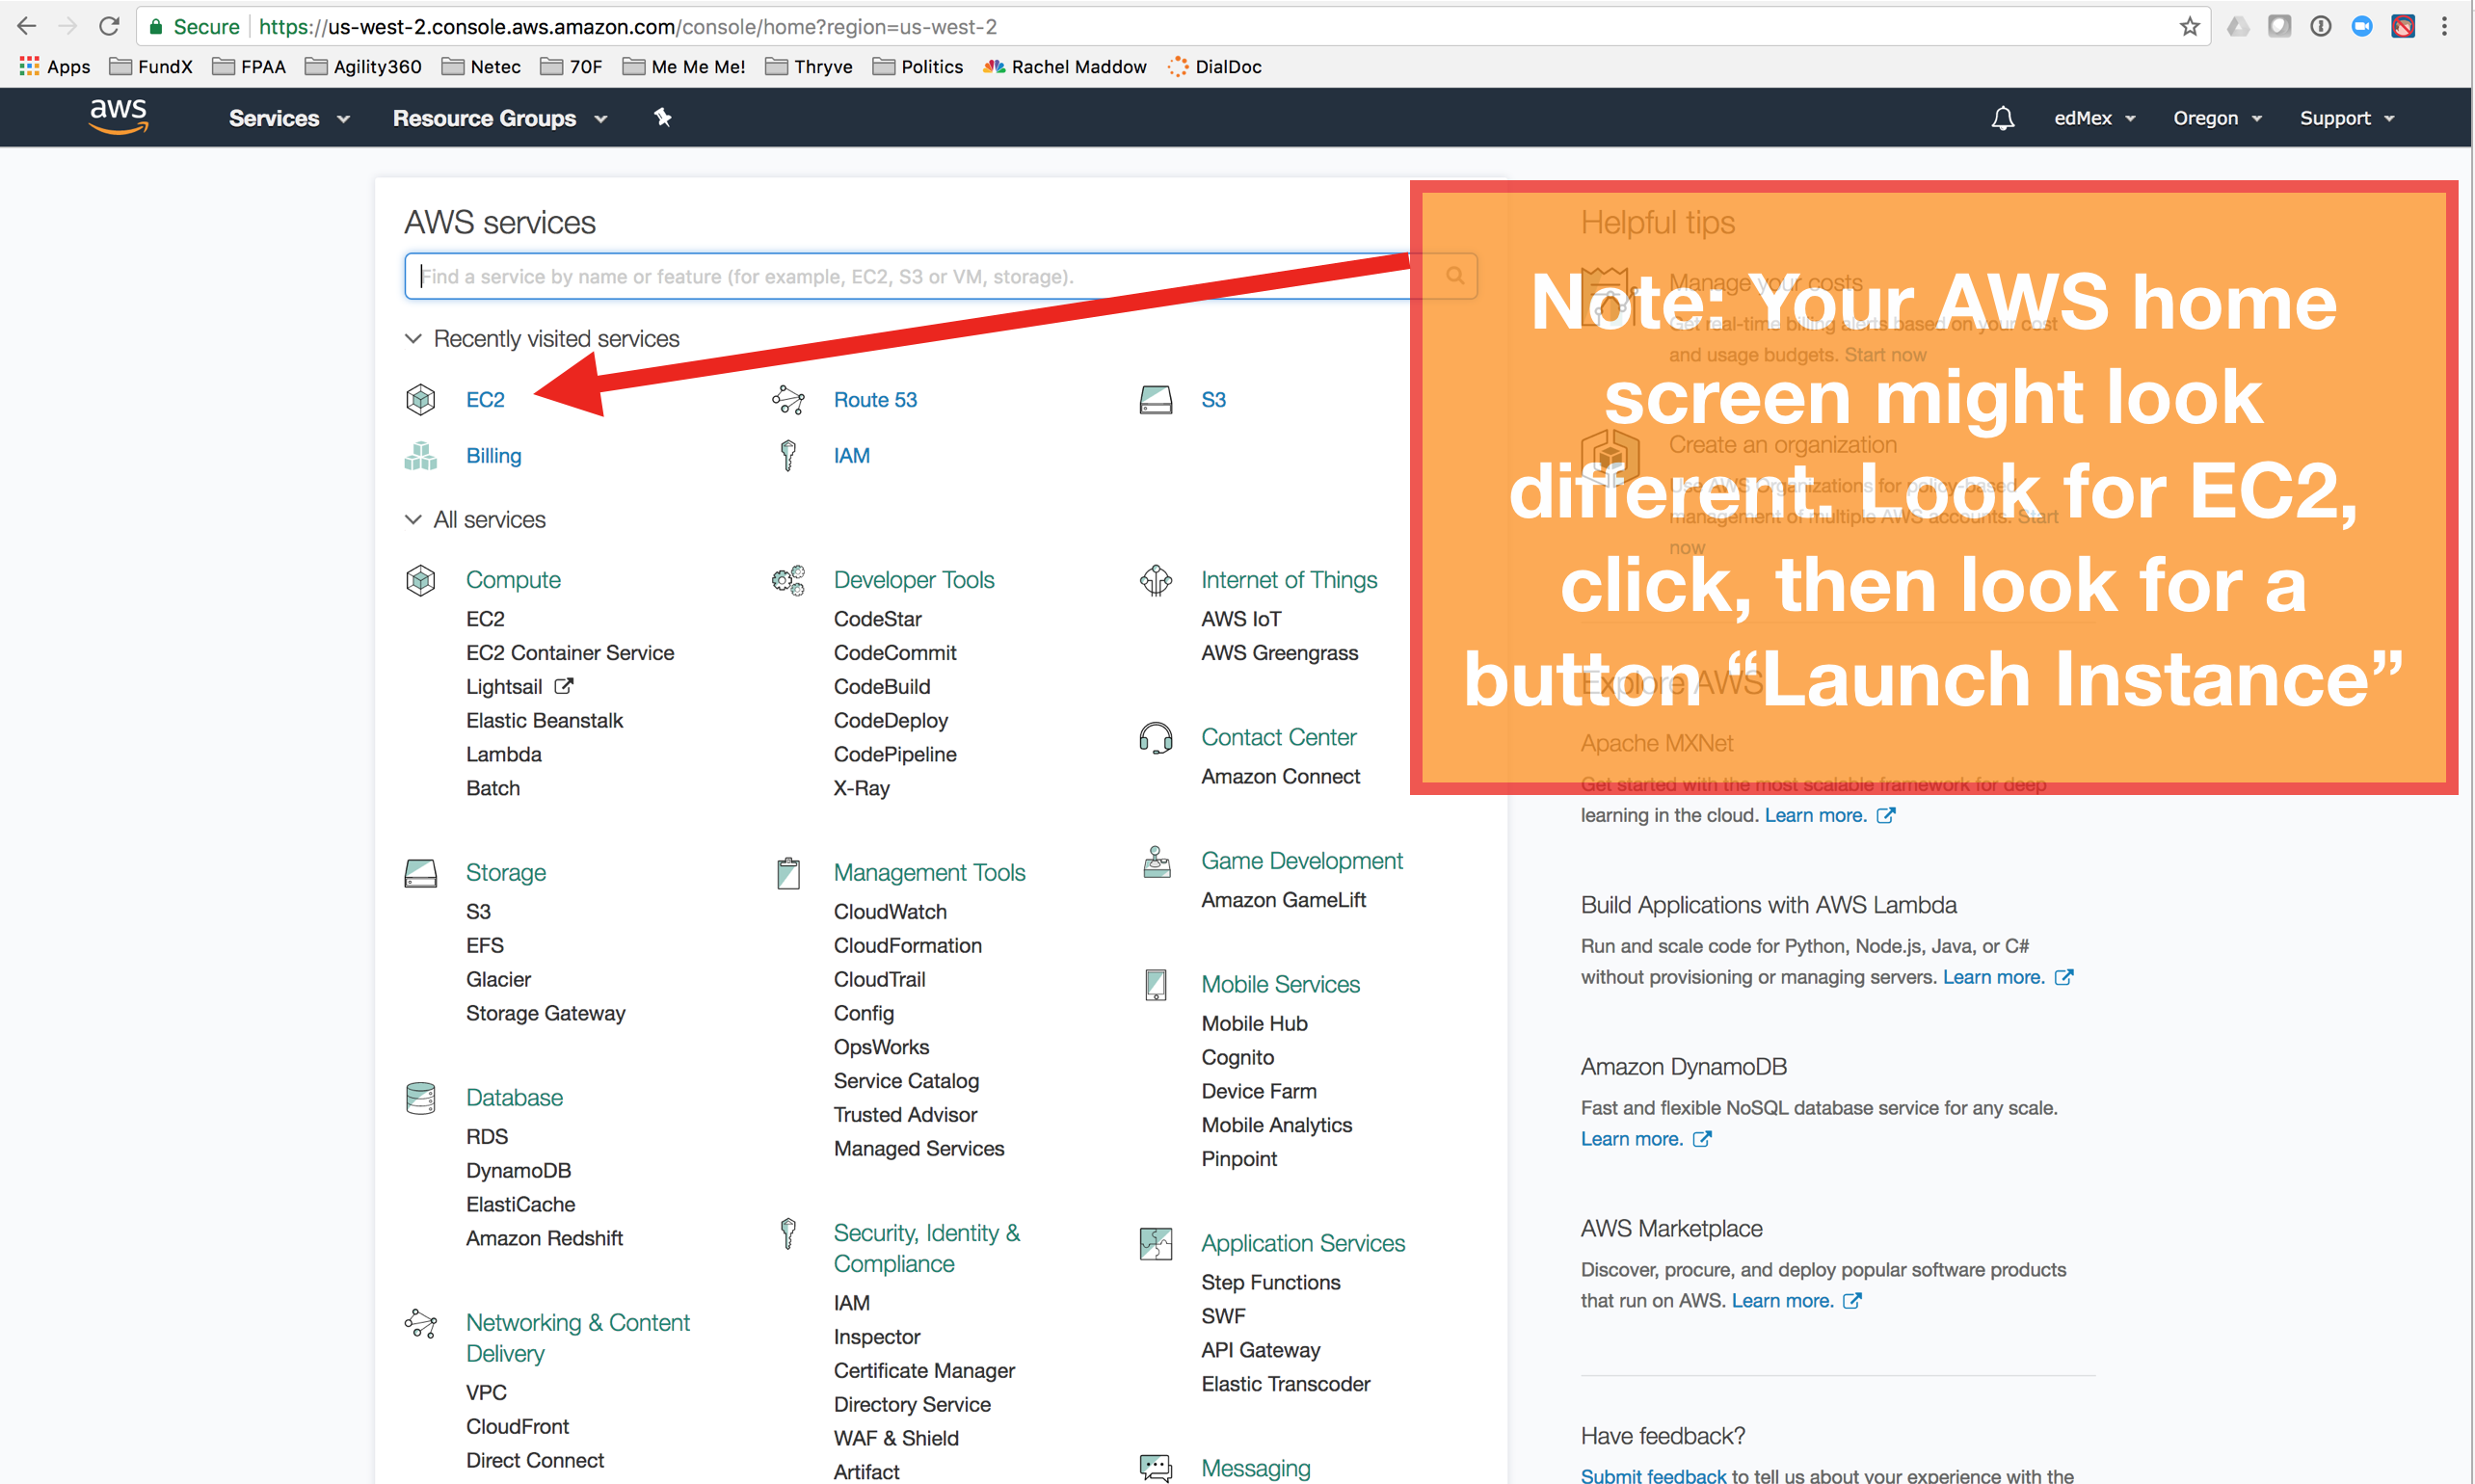 Secure https://us-west-2.console.aws.amazon.com/console/home?region=us-west-2
Apps FundX FPAA Agility360 Netec 70F Me Me Me! Thryve Politics Rachel Maddow DialDoc
aws Services Resource Groups edMex Oregon Support
AWS services
Find a service by name or feature (for example, EC2, S3 or VM, storage).
Recently visited services
EC2 Route 53 S3
Billing IAM
All services
Compute
EC2
EC2 Container Service
Lightsail
Elastic Beanstalk
Lambda
Batch
Storage
S3
EFS
Glacier
Storage Gateway
Database
RDS
DynamoDB
ElastiCache
Amazon Redshift
Networking & Content
Delivery
VPC
CloudFront
Direct Connect
Developer Tools
CodeStar
CodeCommit
CodeBuild
CodeDeploy
CodePipeline
X-Ray
Management Tools
CloudWatch
CloudFormation
CloudTrail
Config
OpsWorks
Service Catalog
Trusted Advisor
Managed Services
Security, Identity &
Compliance
IAM
Inspector
Certificate Manager
Directory Service
WAF & Shield
Artifact
Internet of Things
AWS IoT
AWS Greengrass
Contact Center
Amazon Connect
Game Development
Amazon GameLift
Mobile Services
Mobile Hub
Cognito
Device Farm
Mobile Analytics
Pinpoint
Application Services
Step Functions
SWF
API Gateway
Elastic Transcoder
Messaging
Note: Your AWS home
screen might look
different. Look for EC2,
click, then look for a
button “Launch Instance”
Helpful tips
Manage your costs
Get real-time billing alerts based on your cost
and usage budgets. Start now
Create an organization
Use AWS Organizations for policy-based
management of multiple AWS accounts. Start
now
Explore AWS
Apache MXNet
Get started with the most scalable framework for deep
learning in the cloud. Learn more.
Build Applications with AWS Lambda
Run and scale code for Python, Node.js, Java, or C#
without provisioning or managing servers. Learn more.
Amazon DynamoDB
Fast and flexible NoSQL database service for any scale.
Learn more.
AWS Marketplace
Discover, procure, and deploy popular software products
that run on AWS. Learn more.
Have feedback?
Submit feedback to tell us about your experience with the